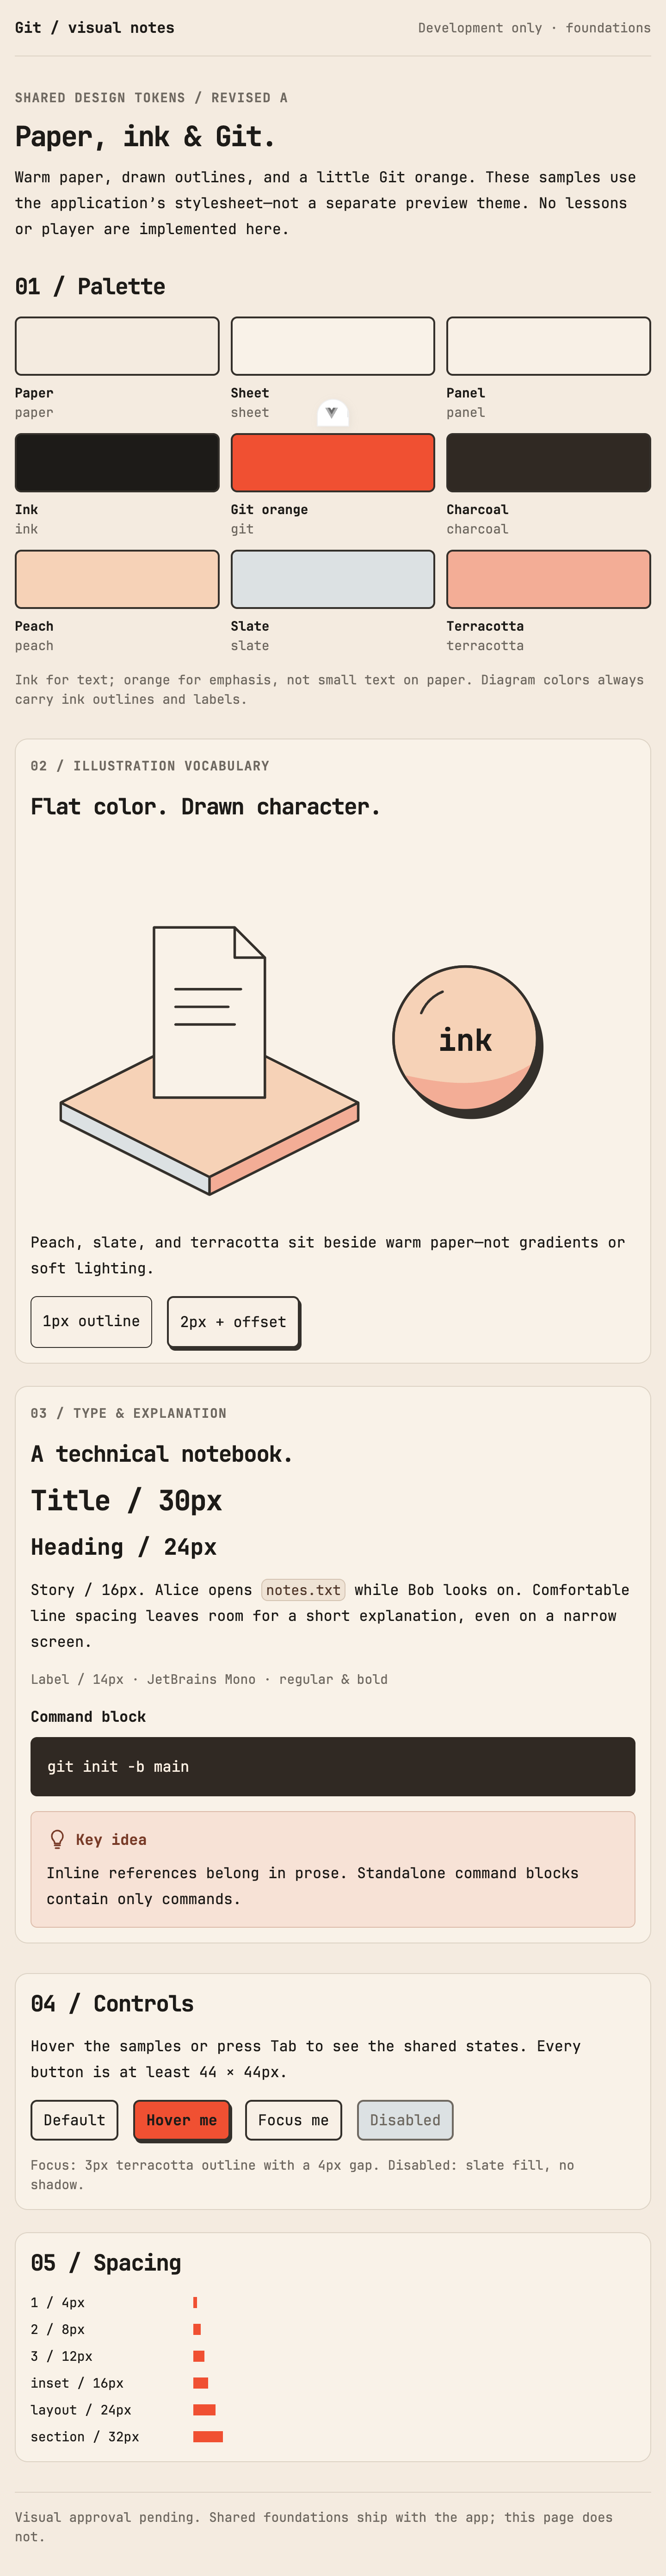 Git / visual notes
Development only · foundations
SHARED DESIGN TOKENS / REVISED A
Paper, ink & Git.
Warm paper, drawn outlines, and a little Git orange. These samples use
the application’s stylesheet—not a separate preview theme. No lessons
or player are implemented here.
01 / Palette
Paper
paper
Sheet
sheet
Panel
panel
Ink
ink
Git orange
git
Charcoal
charcoal
Peach
peach
Slate
slate
Terracotta
terracotta
Ink for text; orange for emphasis, not small text on paper. Diagram colors always
carry ink outlines and labels.
02 / ILLUSTRATION VOCABULARY
Flat color. Drawn character.
ink
Peach, slate, and terracotta sit beside warm paper—not gradients or
soft lighting.
1px outline
2px + offset
03 / TYPE & EXPLANATION
A technical notebook.
Title / 30px
Heading / 24px
Story / 16px. Alice opens notes.txt while Bob looks on. Comfortable
line spacing leaves room for a short explanation, even on a narrow
screen.
Label / 14px · JetBrains Mono · regular & bold
Command block
git init -b main
Key idea
Inline references belong in prose. Standalone command blocks
contain only commands.
04 / Controls
Hover the samples or press Tab to see the shared states. Every
button is at least 44 × 44px.
Default
Hover me
Focus me
Disabled
Focus: 3px terracotta outline with a 4px gap. Disabled: slate fill, no
shadow.
05 / Spacing
1 / 4px
2 / 8px
3 / 12px
inset / 16px
layout / 24px
section / 32px
Visual approval pending. Shared foundations ship with the app; this page does
not.